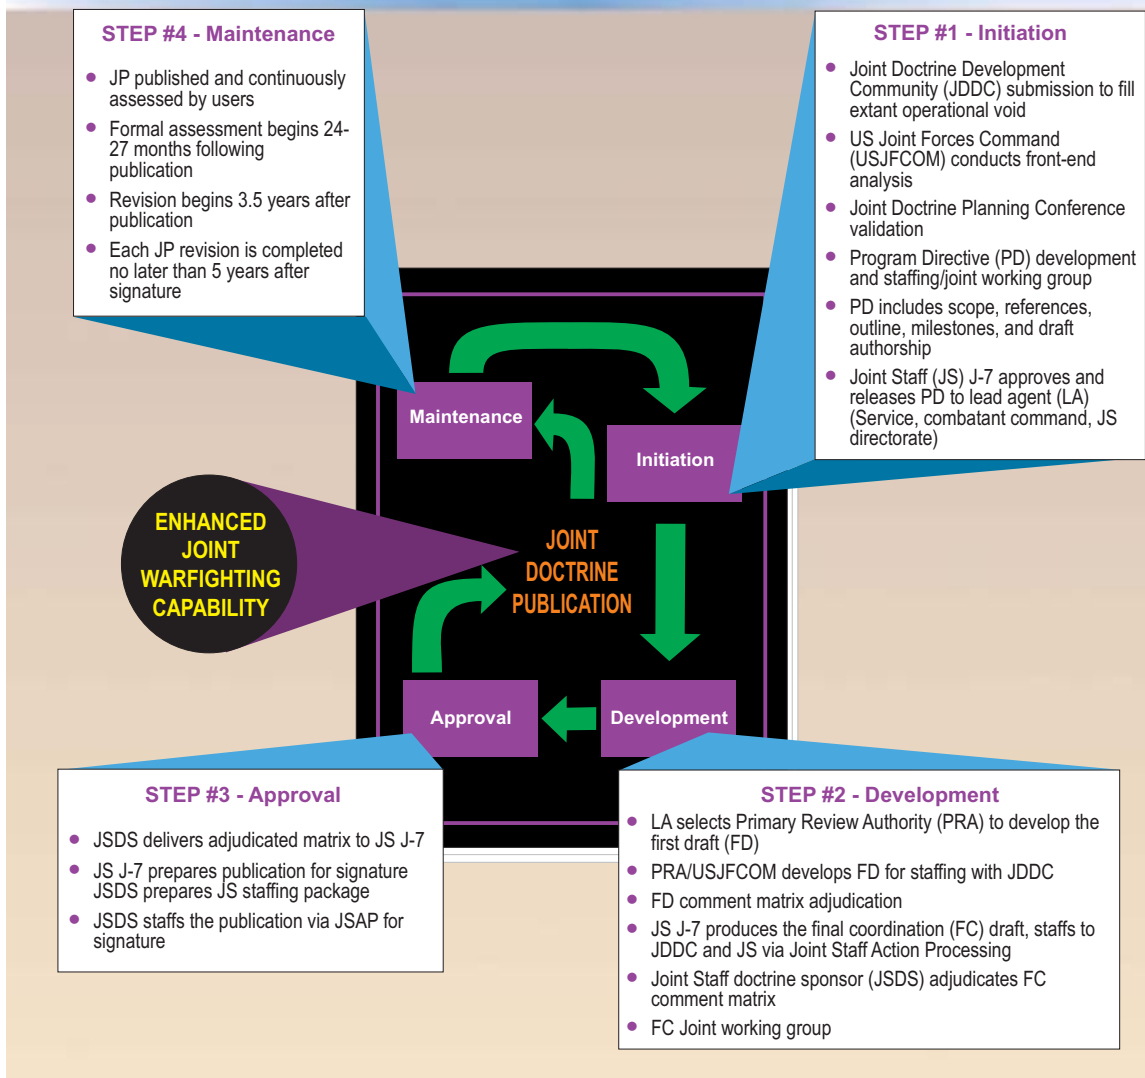 STEP #4 - Maintenance
• JP published and continuously
assessed by users
• Formal assessment begins 24-
27 months following
publication
• Revision begins 3.5 years after
publication
• Each JP revision is completed
no later than 5 years after
signature
STEP #1 - Initiation
• Joint Doctrine Development
Community (JDDC) submission to fill
extant operational void
• US Joint Forces Command
(USJFCOM) conducts front-end
analysis
• Joint Doctrine Planning Conference
validation
• Program Directive (PD) development
and staffing/joint working group
• PD includes scope, references,
outline, milestones, and draft
authorship
• Joint Staff (JS) J-7 approves and
releases PD to lead agent (LA)
(Service, combatant command, JS
directorate)
Maintenance
Initiation
ENHANCED
JOINT
WARFIGHTING
CAPABILITY
JOINT
DOCTRINE
PUBLICATION
Approval
Development
STEP #3 - Approval
• JSDS delivers adjudicated matrix to JS J-7
• JS J-7 prepares publication for signature
JSDS prepares JS staffing package
• JSDS staffs the publication via JSAP for
signature
STEP #2 - Development
• LA selects Primary Review Authority (PRA) to develop the
first draft (FD)
• PRA/USJFCOM develops FD for staffing with JDDC
• FD comment matrix adjudication
• JS J-7 produces the final coordination (FC) draft, staffs to
JDDC and JS via Joint Staff Action Processing
• Joint Staff doctrine sponsor (JSDS) adjudicates FC
comment matrix
• FC Joint working group